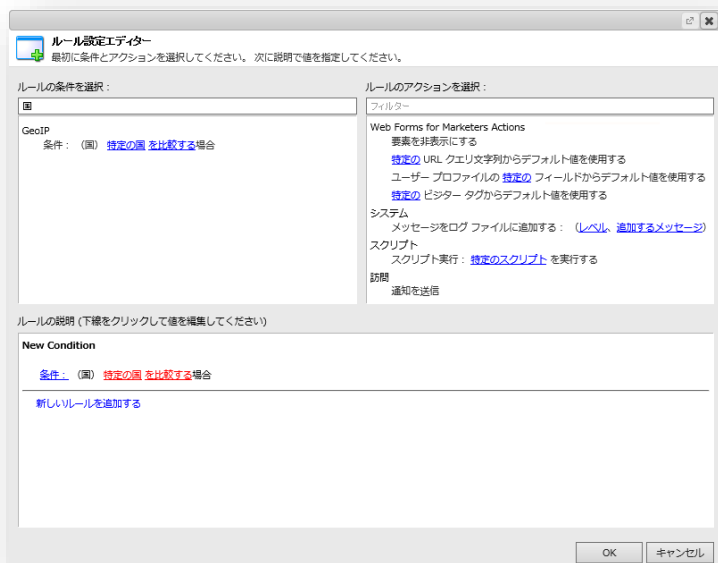 ルール設定エディター
最初に条件とアクションを選択してください。 次に説明で値を指定してください。
ルールの条件を選択：
国
GeoIP
条件： （国） 特定の国 を比較する場合
ルールのアクションを選択：
フィルター
Web Forms for Marketers Actions
要素を非表示にする
特定の URL クエリ文字列からデフォルト値を使用する
ユーザー プロファイルの 特定の フィールドからデフォルト値を使用する
特定の ビジター タグからデフォルト値を使用する
システム
メッセージをログ ファイルに追加する： （レベル、追加するメッセージ）
スクリプト
スクリプト実行： 特定のスクリプト を実行する
訪問
通知を送信
ルールの説明 (下線をクリックして値を編集してください)
New Condition
条件： （国） 特定の国 を比較する場合
新しいルールを追加する
OK
キャンセル